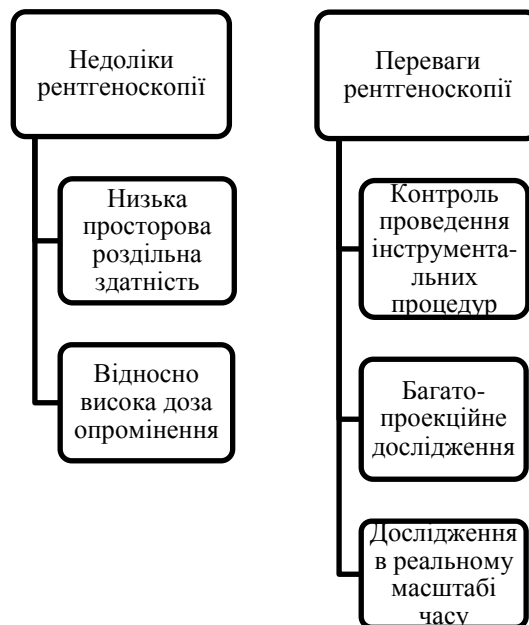 Недоліки
рентгеноскопії
Низька
просторова
роздільна
здатність
Відносно
висока доза
опромінення
Переваги
рентгеноскопії
Контроль
проведення
інструмента-
льних
процедур
Багато-
проекційне
дослідження
Дослідження
в реальному
масштабі
часу